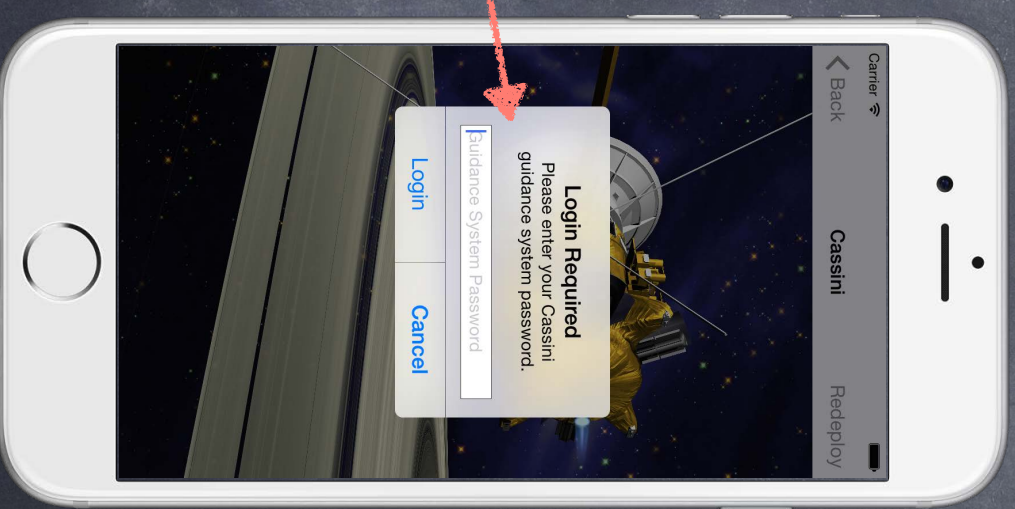 Carrier
Back
Cassini
Redeploy
Login Required
Please enter your Cassini
guidance system password.
Guidance System Password
Login
Cancel